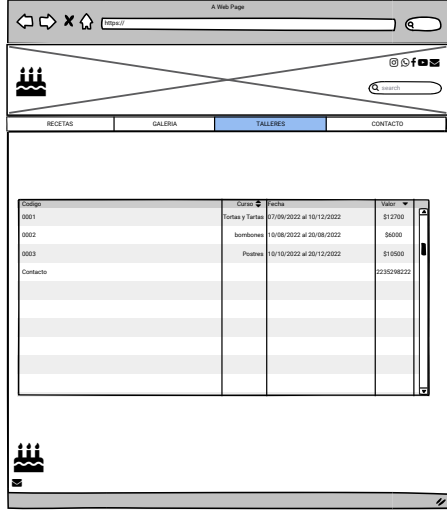 A Web Page
https://
search
RECETAS GALERIA TALLERES CONTACTO
Codigo Curso Fecha Valor
0001 Tortas y Tartas 07/09/2022 al 10/12/2022 $12700
0002 bombones 10/08/2022 al 20/08/2022 $6000
0003 Postres 10/10/2022 al 20/12/2022 $10500
Contacto 2235298222